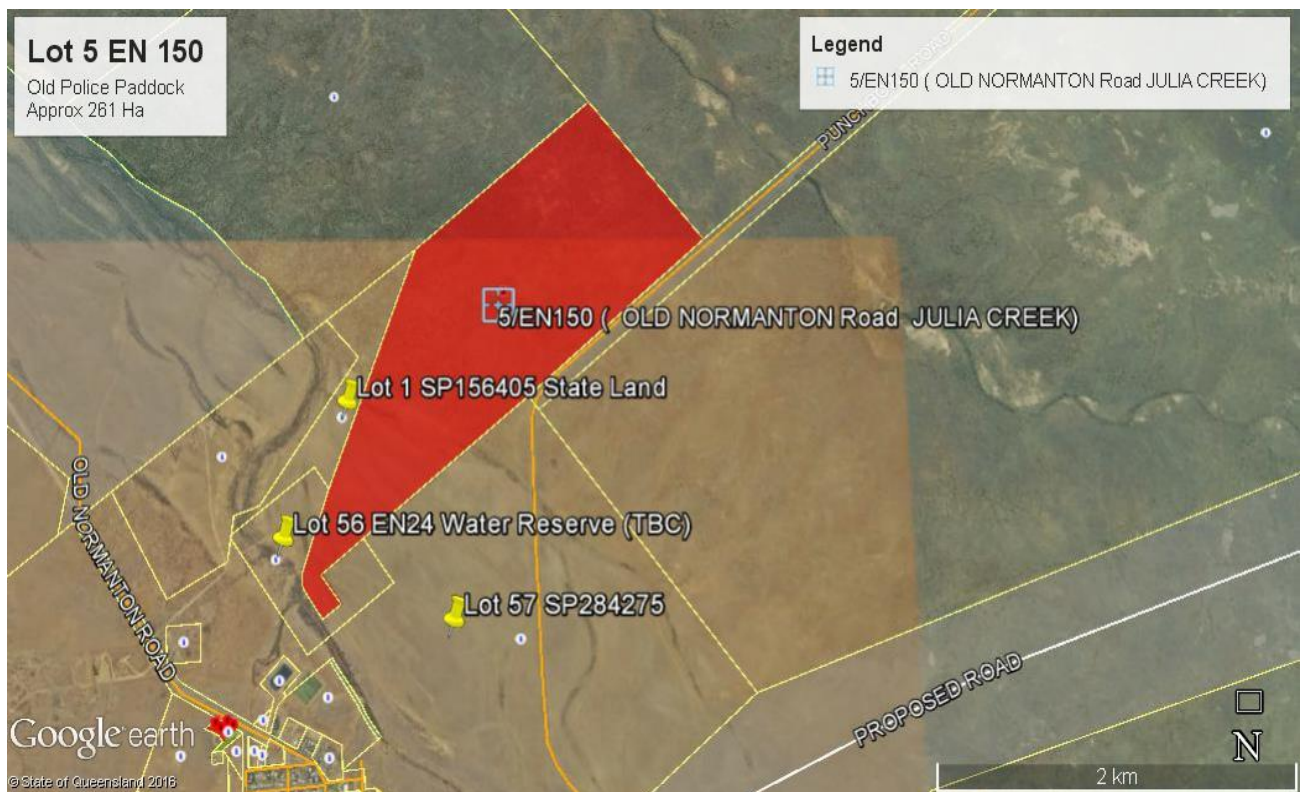 Lot 5 EN 150
Old Police Paddock
Approx 261 Ha
Legend
5/EN150 ( OLD NORMANTON Road JULIA CREEK)
5/EN150 ( OLD NORMANTON Road JULIA CREEK)
Lot 1 SP156405 State Land
OLD NORMANTON ROAD
Lot 56 EN24 Water Reserve (TBC)
Lot 57 SP284275
PROPOSED ROAD
Google earth
N
© State of Queensland 2016
2 km